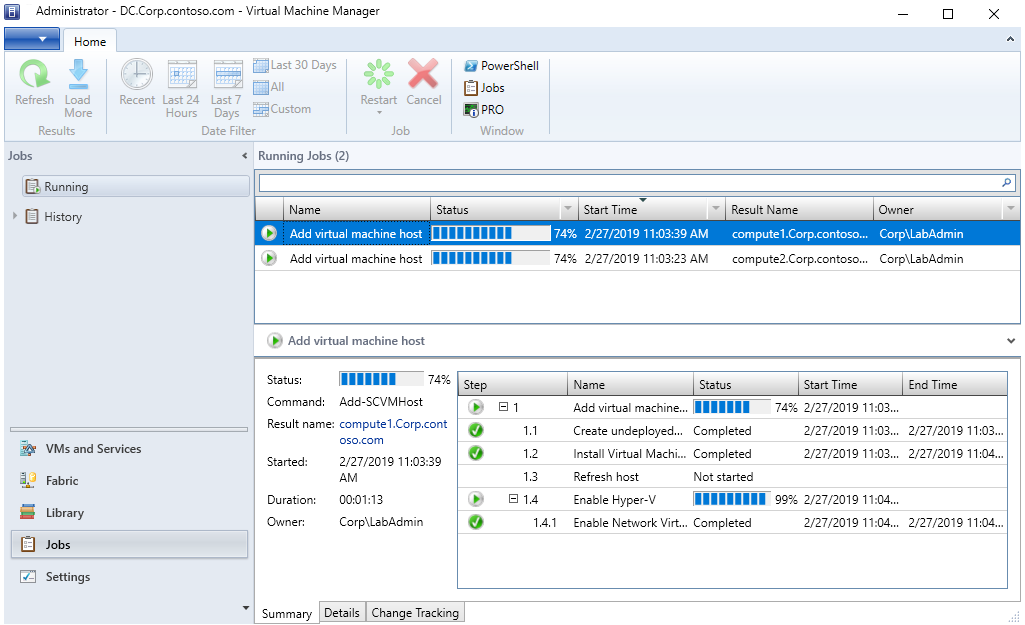 Administrator - DC.Corp.contoso.com - Virtual Machine Manager
Home
Refresh
Load More
Results
Recent
Last 24 Hours
Last 7 Days
Last 30 Days
All
Custom
Date Filter
Restart
Cancel
Job
PowerShell
Jobs
PRO
Window
Jobs
Running
History
VMs and Services
Fabric
Library
Jobs
Settings
Running Jobs (2)
Name Status Start Time Result Name Owner
Add virtual machine host 74% 2/27/2019 11:03:39 AM compute1.Corp.contoso... Corp\LabAdmin
Add virtual machine host 74% 2/27/2019 11:03:23 AM compute2.Corp.contoso... Corp\LabAdmin
Add virtual machine host
Status: 74%
Command: Add-SCVMHost
Result name: compute1.Corp.cont
oso.com
Started: 2/27/2019 11:03:39
AM
Duration: 00:01:13
Owner: Corp\LabAdmin
Step Name Status Start Time End Time
1 Add virtual machine... 74% 2/27/2019 11:03...
1.1 Create undeployed... Completed 2/27/2019 11:03... 2/27/2019 11:03...
1.2 Install Virtual Machi... Completed 2/27/2019 11:03... 2/27/2019 11:04...
1.3 Refresh host Not started
1.4 Enable Hyper-V 99% 2/27/2019 11:04...
1.4.1 Enable Network Virt... Completed 2/27/2019 11:04... 2/27/2019 11:04...
Summary Details Change Tracking